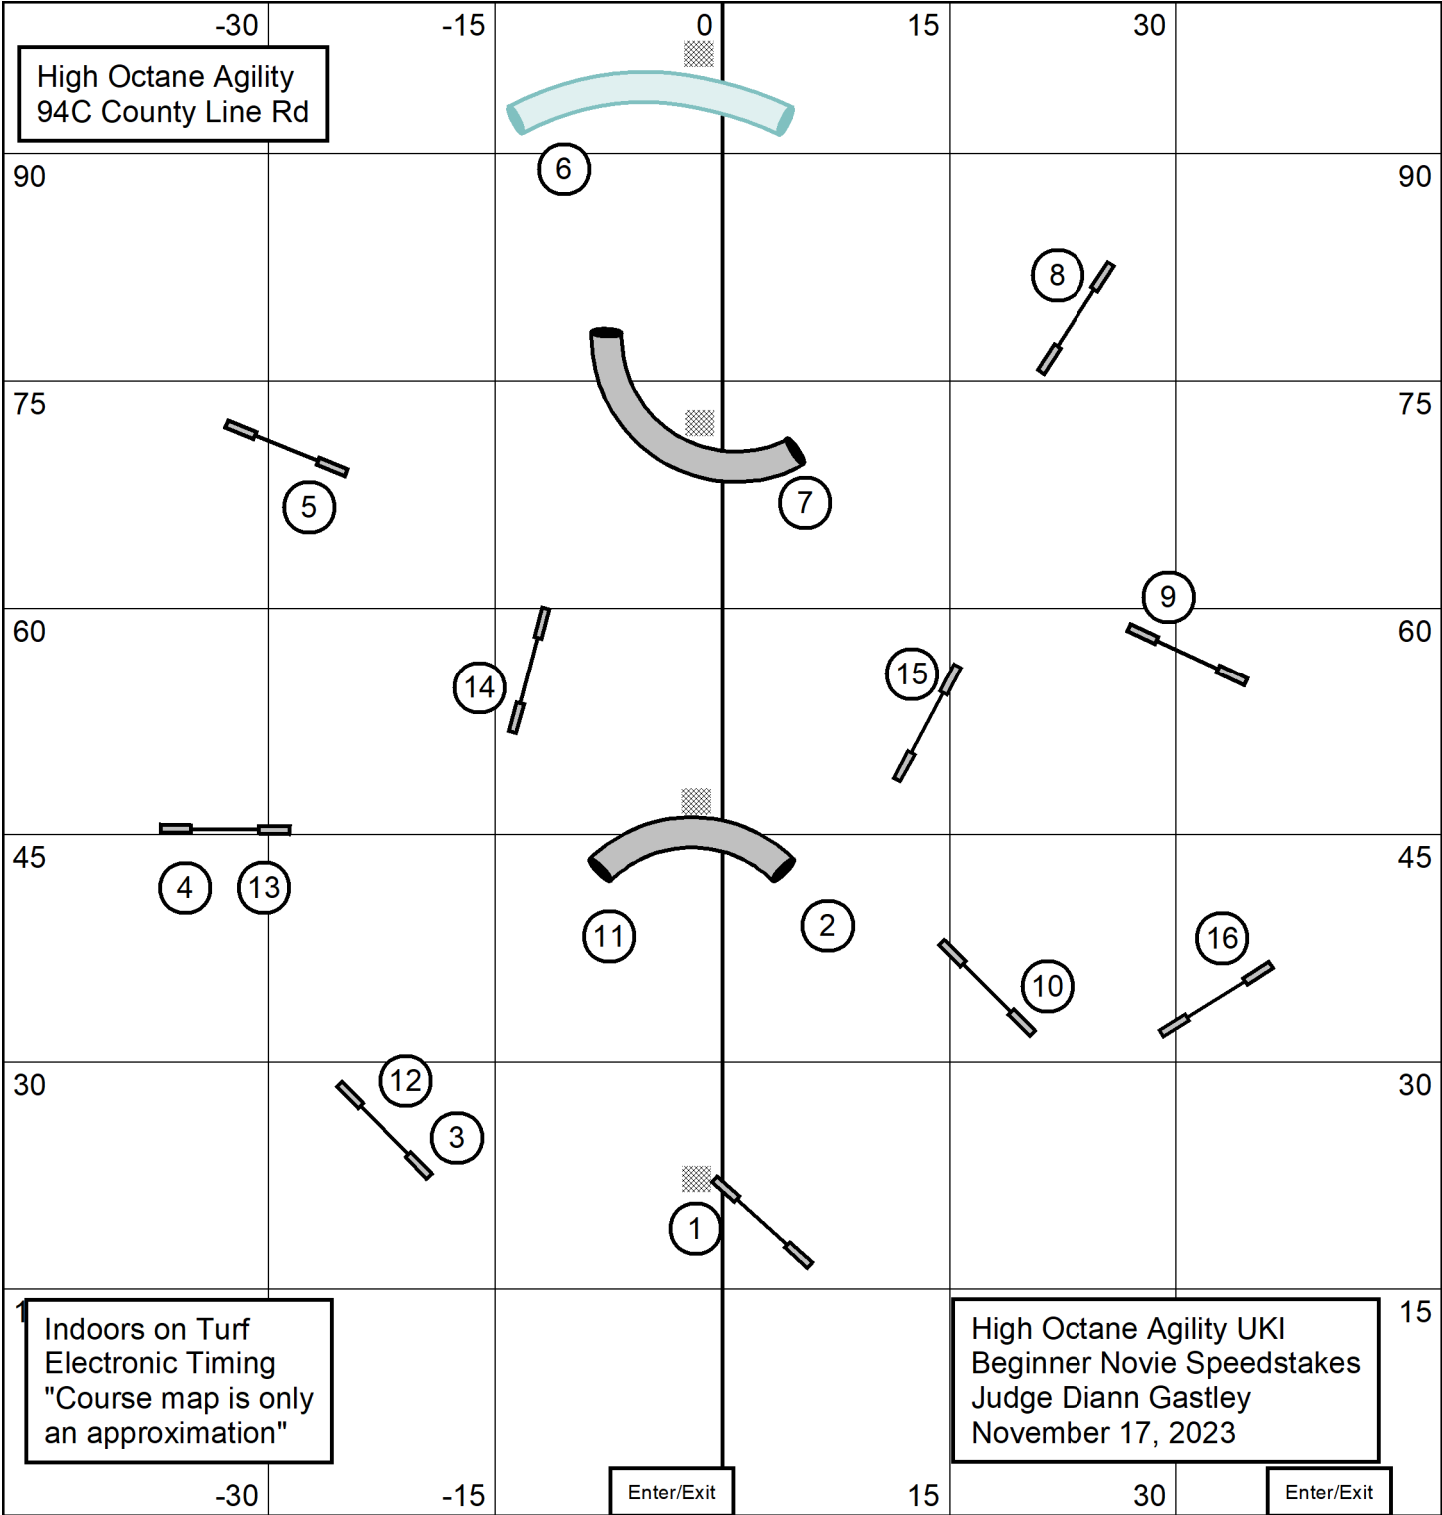 -30 -15 0 15 30
High Octane Agility
94C County Line Rd
6
90 90
8
75 75
5
7
9
60 60
15
14
45 45
4 13
2
11 16
10
12
30 30
3
1
15
Indoors on Turf
Electronic Timing
"Course map is only
an approximation"
High Octane Agility UKI
Beginner Novie Speedstakes
Judge Diann Gastley
November 17, 2023
-30 -15 Enter/Exit 15 30 Enter/Exit